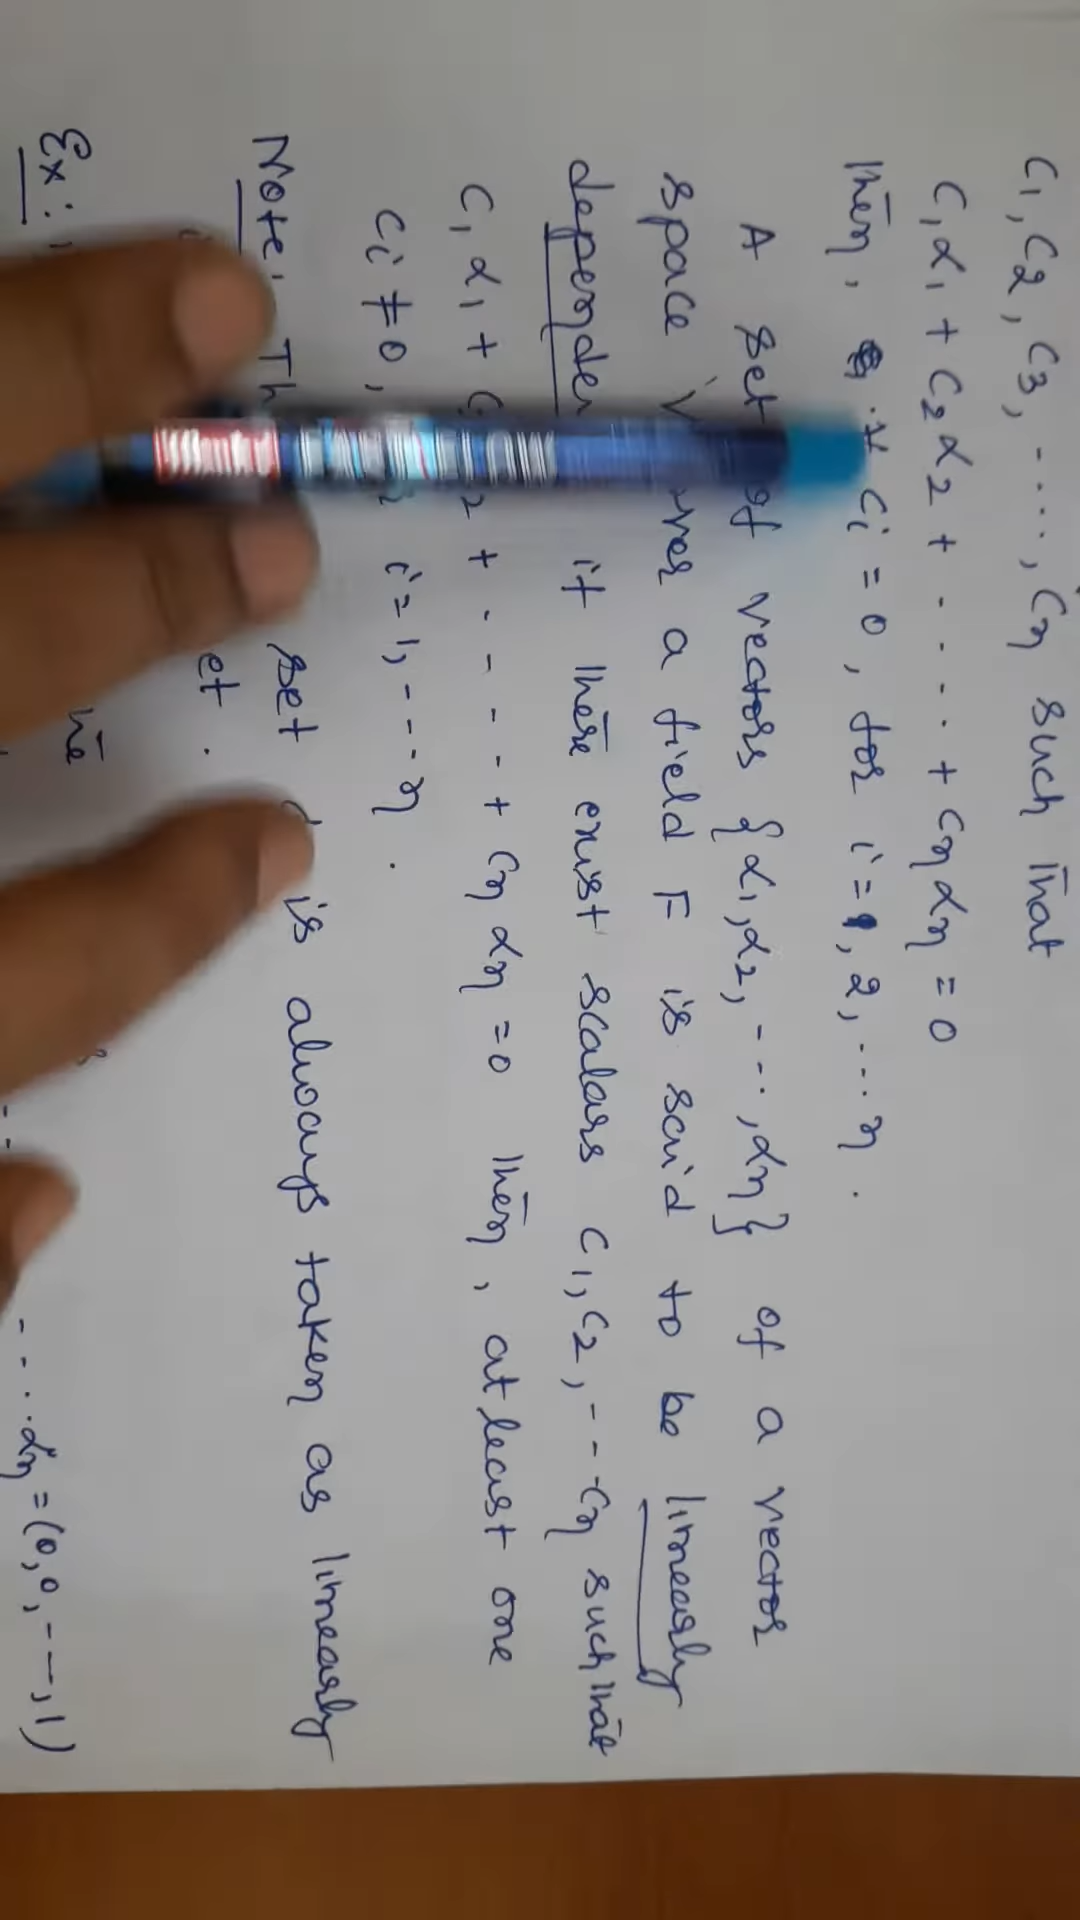 C1, C2, C3, - ..., Cn such that
C1α1 + C2α2 + - - . . + Cnαn = 0
then, Ci = 0, for i = 1, 2, ... n.
A set of vectors {α1, α2, - ..., αn} of a vector
space V over a field F is said to be linearly
if there exist scalars C1, C2, - - Cn such that
C1α1 + 2 + - - - - + Cnαn = 0 then, at least one
Ci ≠ 0, i = 1, - - - n.
Note: set is always taken as linearly
et.
Ex: the
- - - . αn = (0, 0, - - -, 1)